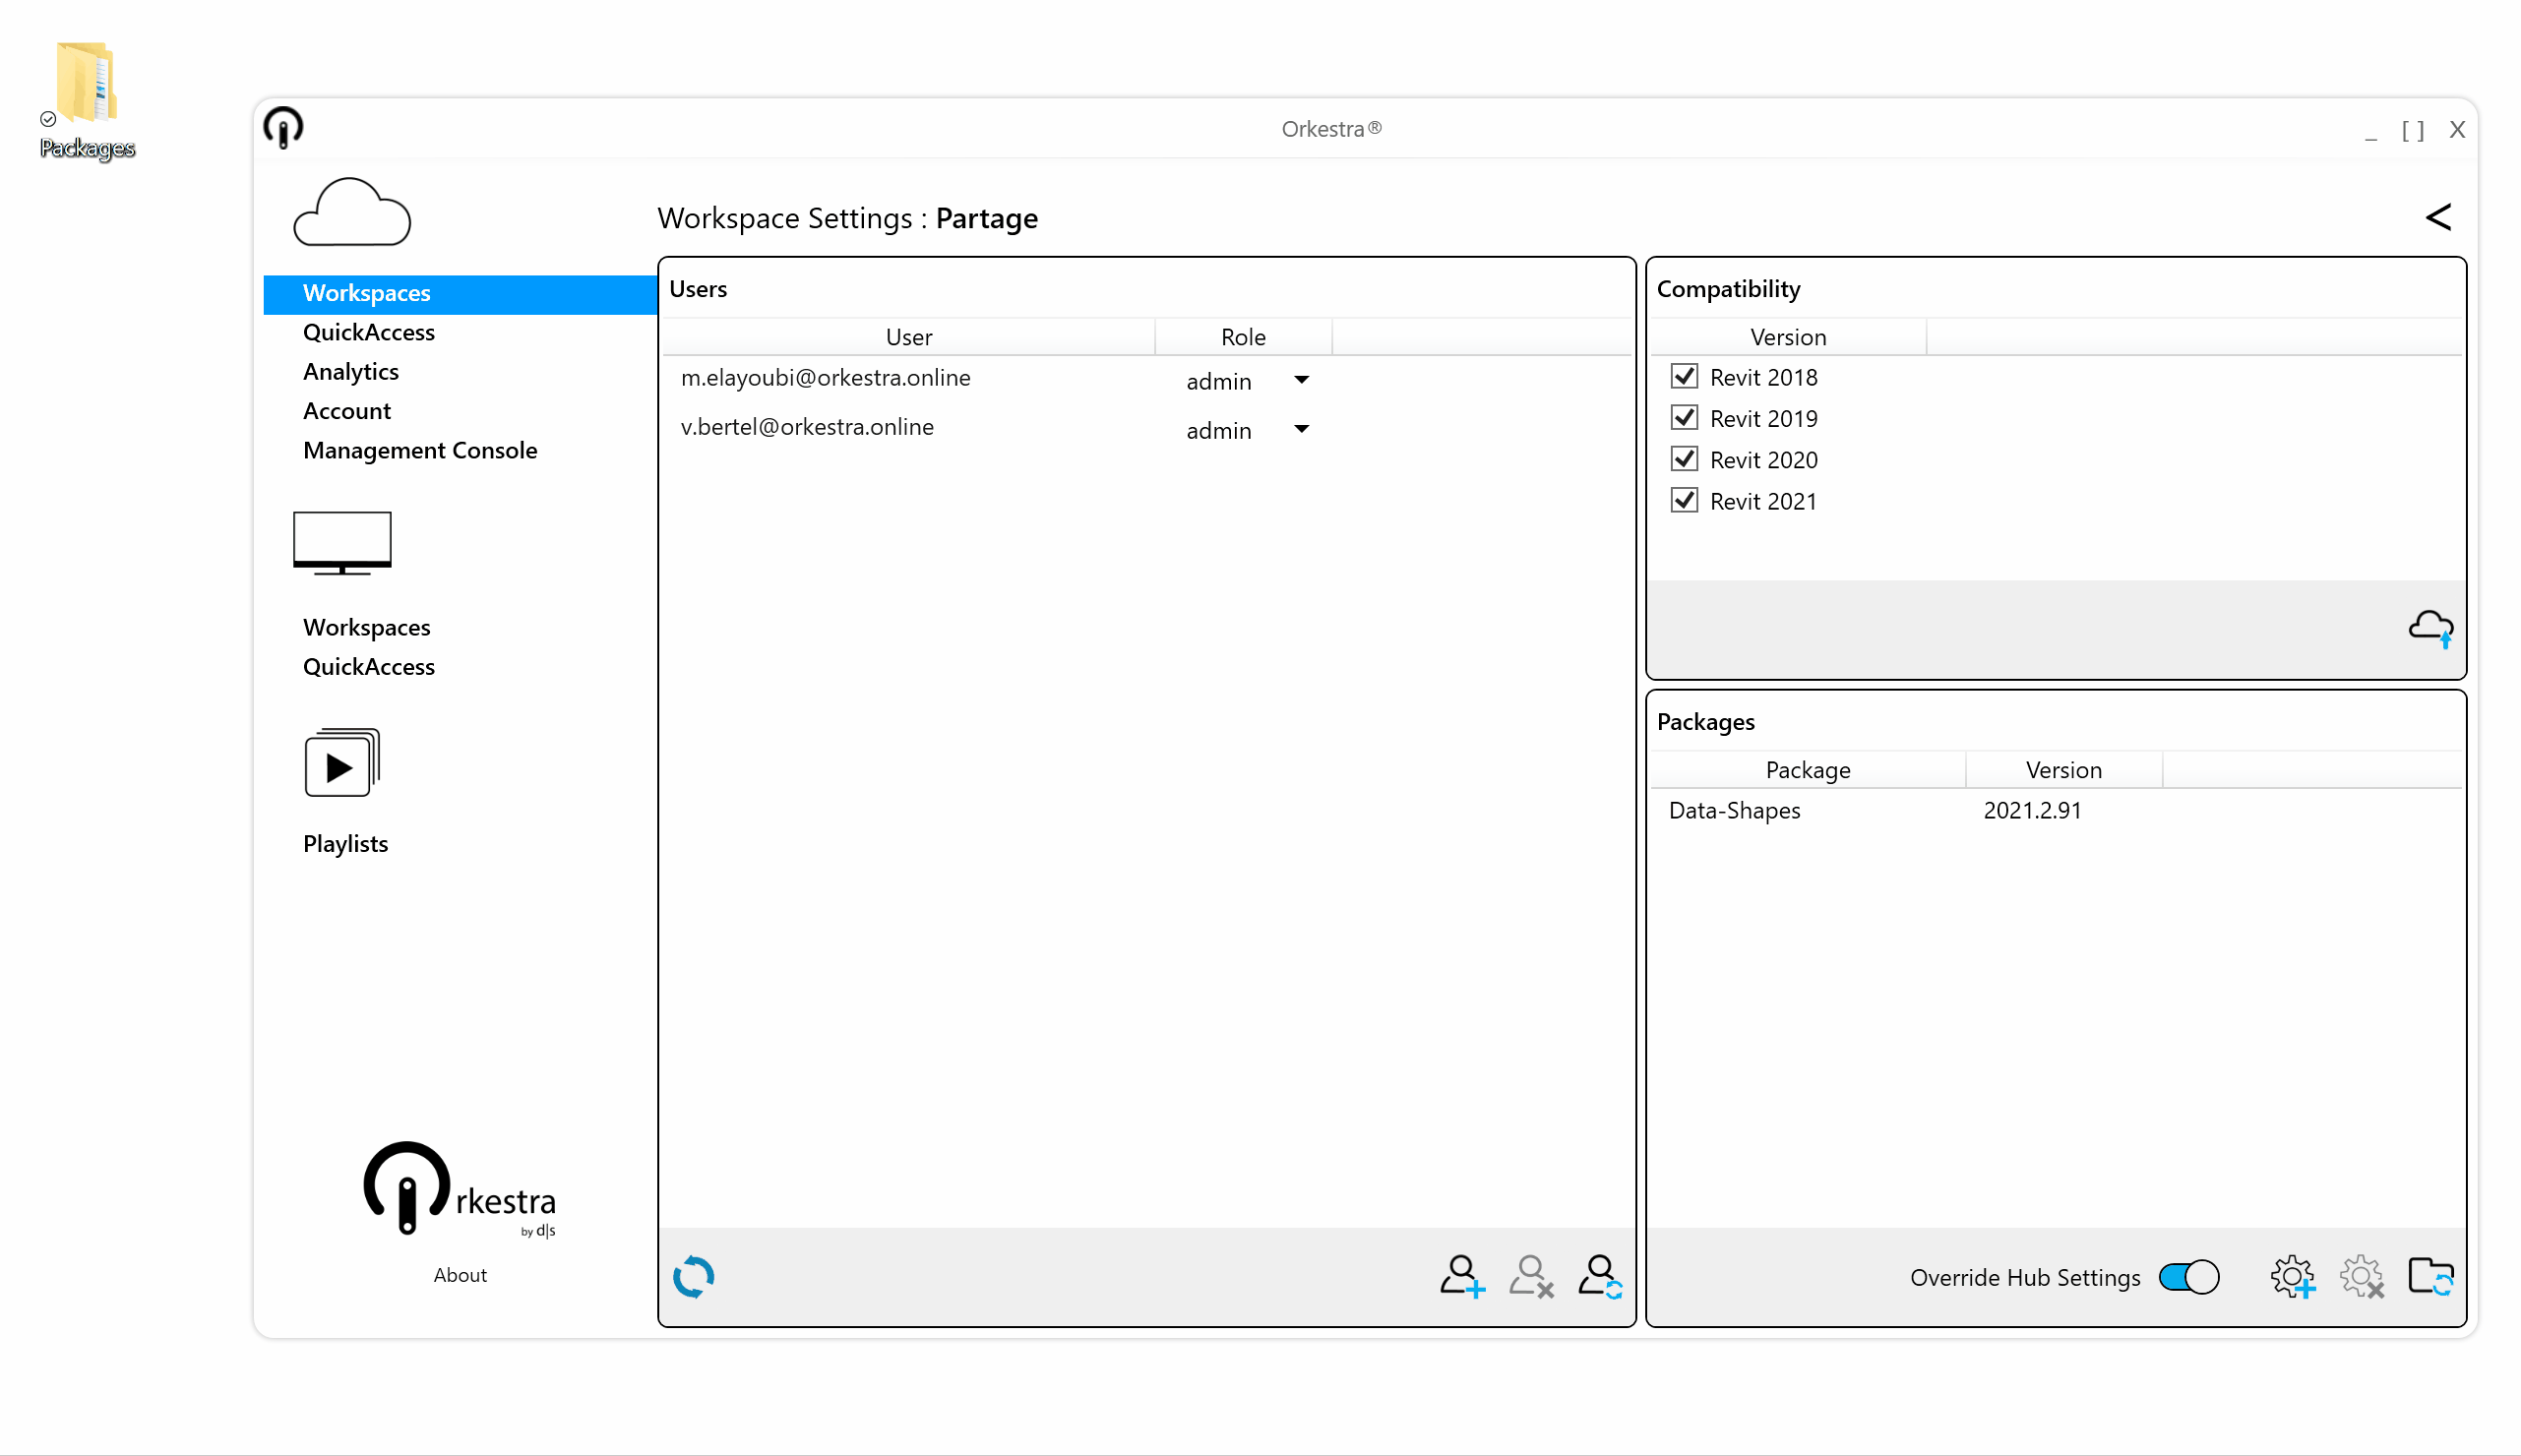 Packages
Orkestra®
_ [ ] X
Workspace Settings : Partage
<
Workspaces
QuickAccess
Analytics
Account
Management Console
Workspaces
QuickAccess
Playlists
rkestra
by d|s
About
Users
User Role
m.elayoubi@orkestra.online admin
v.bertel@orkestra.online admin
Compatibility
Version
Revit 2018
Revit 2019
Revit 2020
Revit 2021
Packages
Package Version
Data-Shapes 2021.2.91
Override Hub Settings